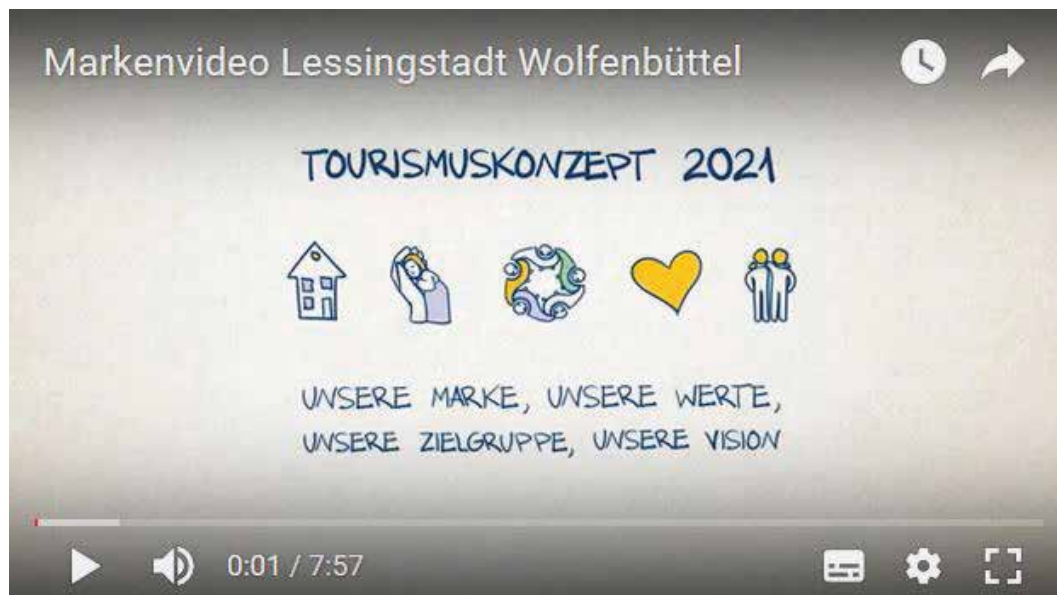 Markenvideo Lessingstadt Wolfenbüttel
TOURISMUSKONZEPT 2021
UNSERE MARKE, UNSERE WERTE,
UNSERE ZIELGRUPPE, UNSERE VISION
0:01 / 7:57